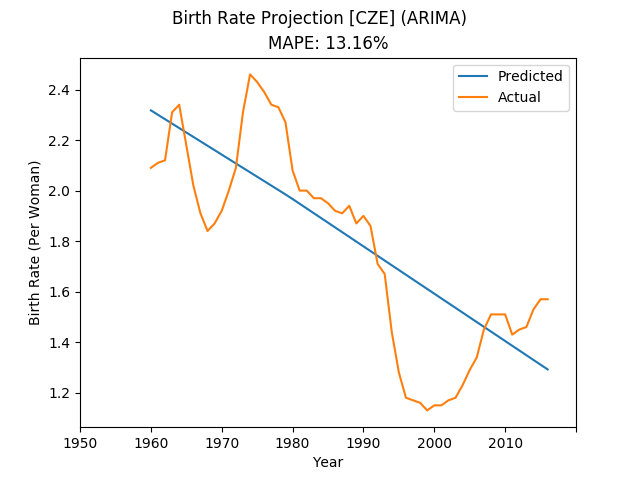 Birth Rate Projection [CZE] (ARIMA)
MAPE: 13.16%
Predicted
Actual
Birth Rate (Per Woman)
2.4
2.2
2.0
1.8
1.6
1.4
1.2
1950 1960 1970 1980 1990 2000 2010
Year